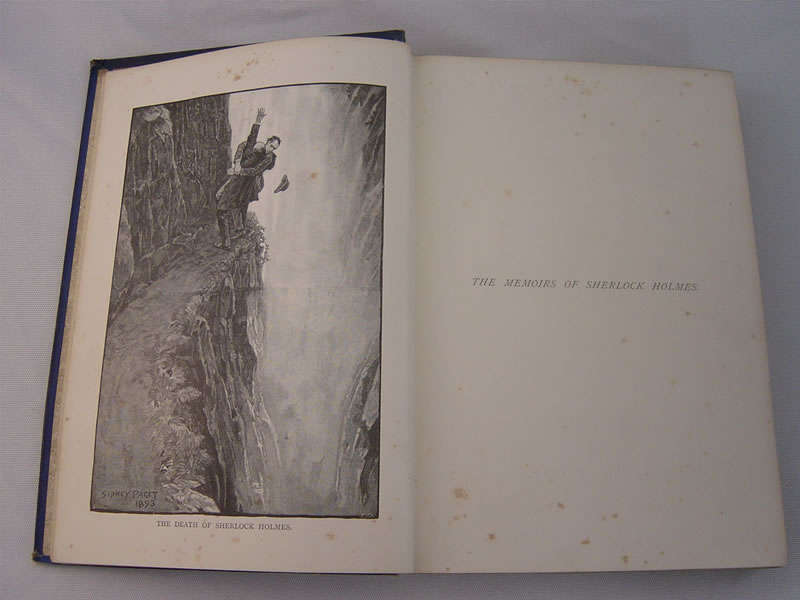 SIDNEY PAGET
1893
THE DEATH OF SHERLOCK HOLMES.
THE MEMOIRS OF SHERLOCK HOLMES.